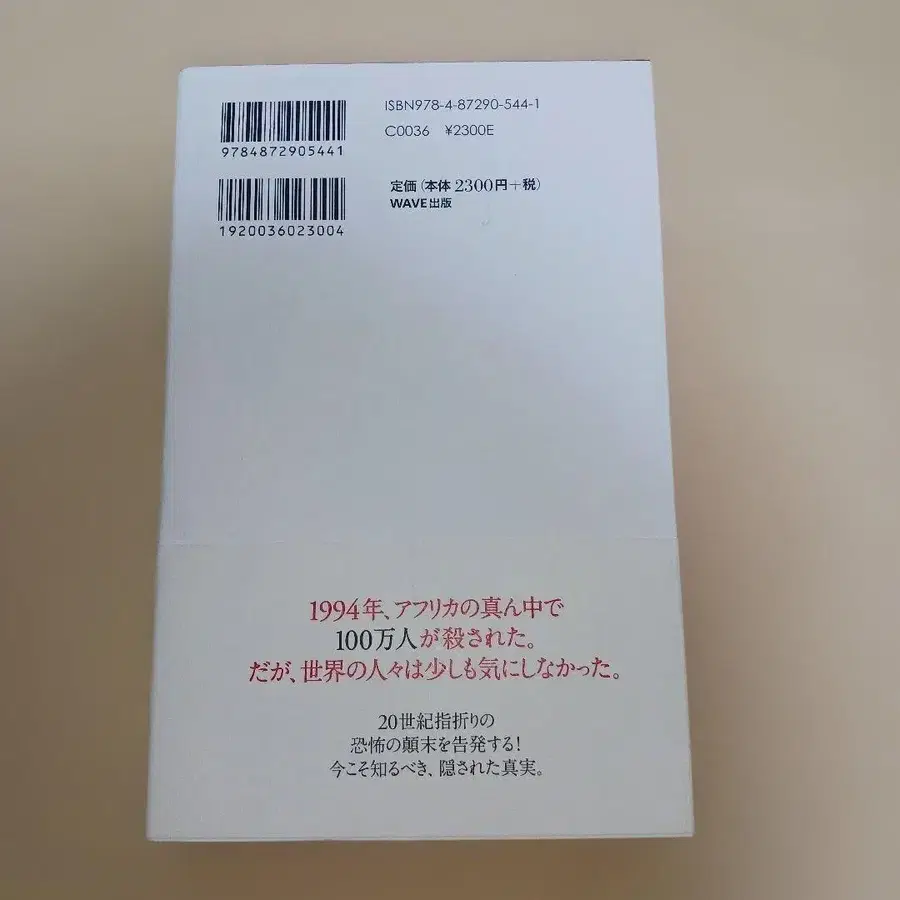 ISBN978-4-87290-544-1
C0036 ¥2300E
9784872905441
定価(本体2300円+税)
WAVE出版
1920036023004
1994年、アフリカの真ん中で
100万人が殺された。
だが、世界の人々は少しも気にしなかった。
20世紀指折りの
恐怖の顛末を告発する!
今こそ知るべき、隠された真実。